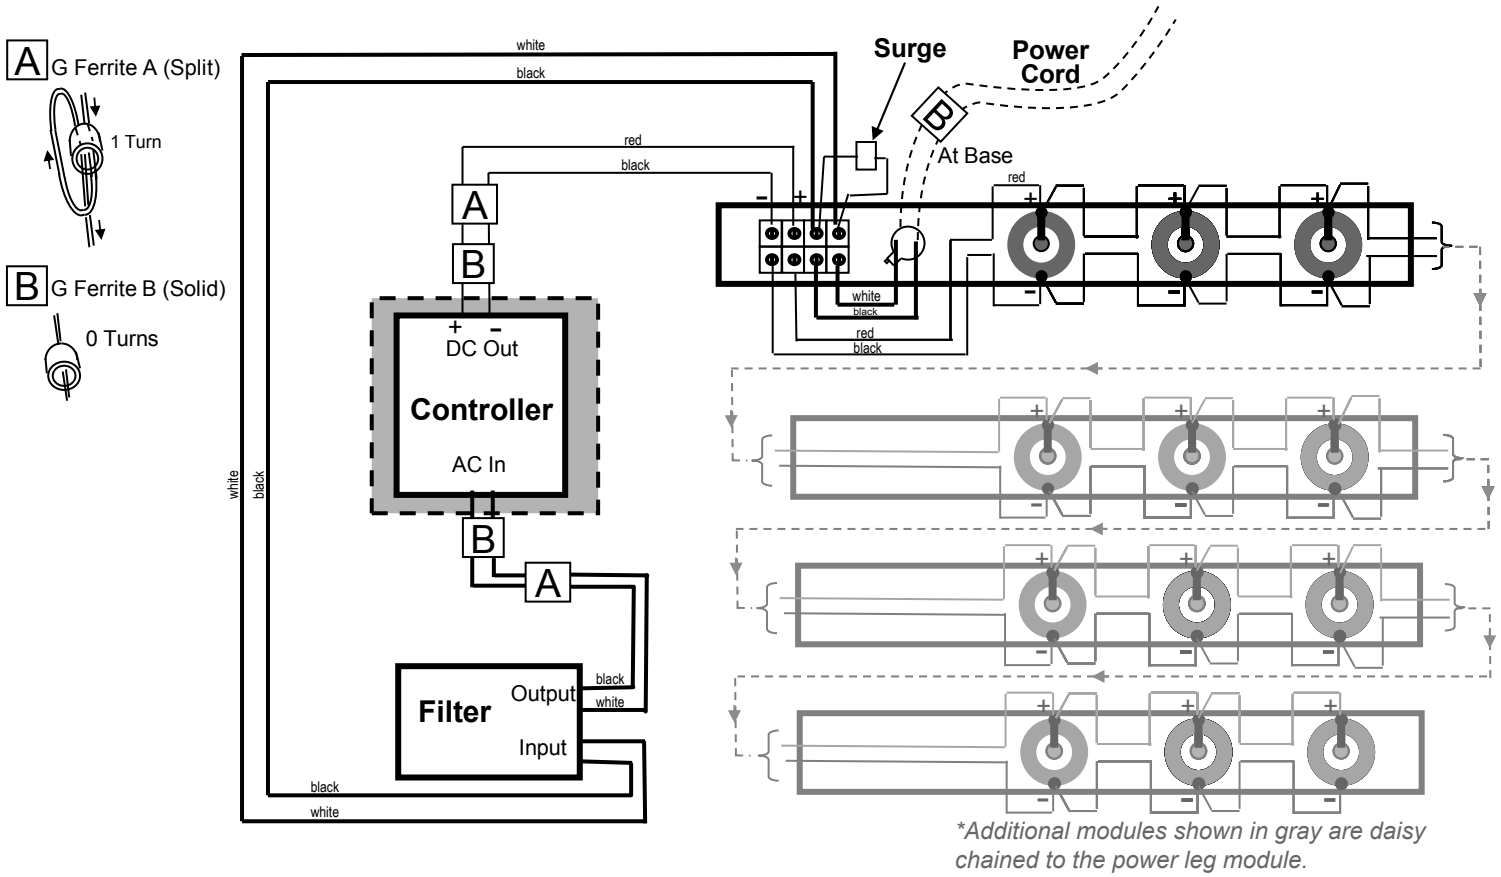 A G Ferrite A (Split)
1 Turn
B G Ferrite B (Solid)
0 Turns
white
black
red
black
A
B
+ -
DC Out
Controller
AC In
B
A
white
black
Filter
Output
Input
black
white
black
white
Surge
Power
Cord
B
At Base
- +
red
+ + +
- - -
white
black
red
black
+ + +
- - -
+ + +
- - -
+ + +
- - -
*Additional modules shown in gray are daisy
chained to the power leg module.